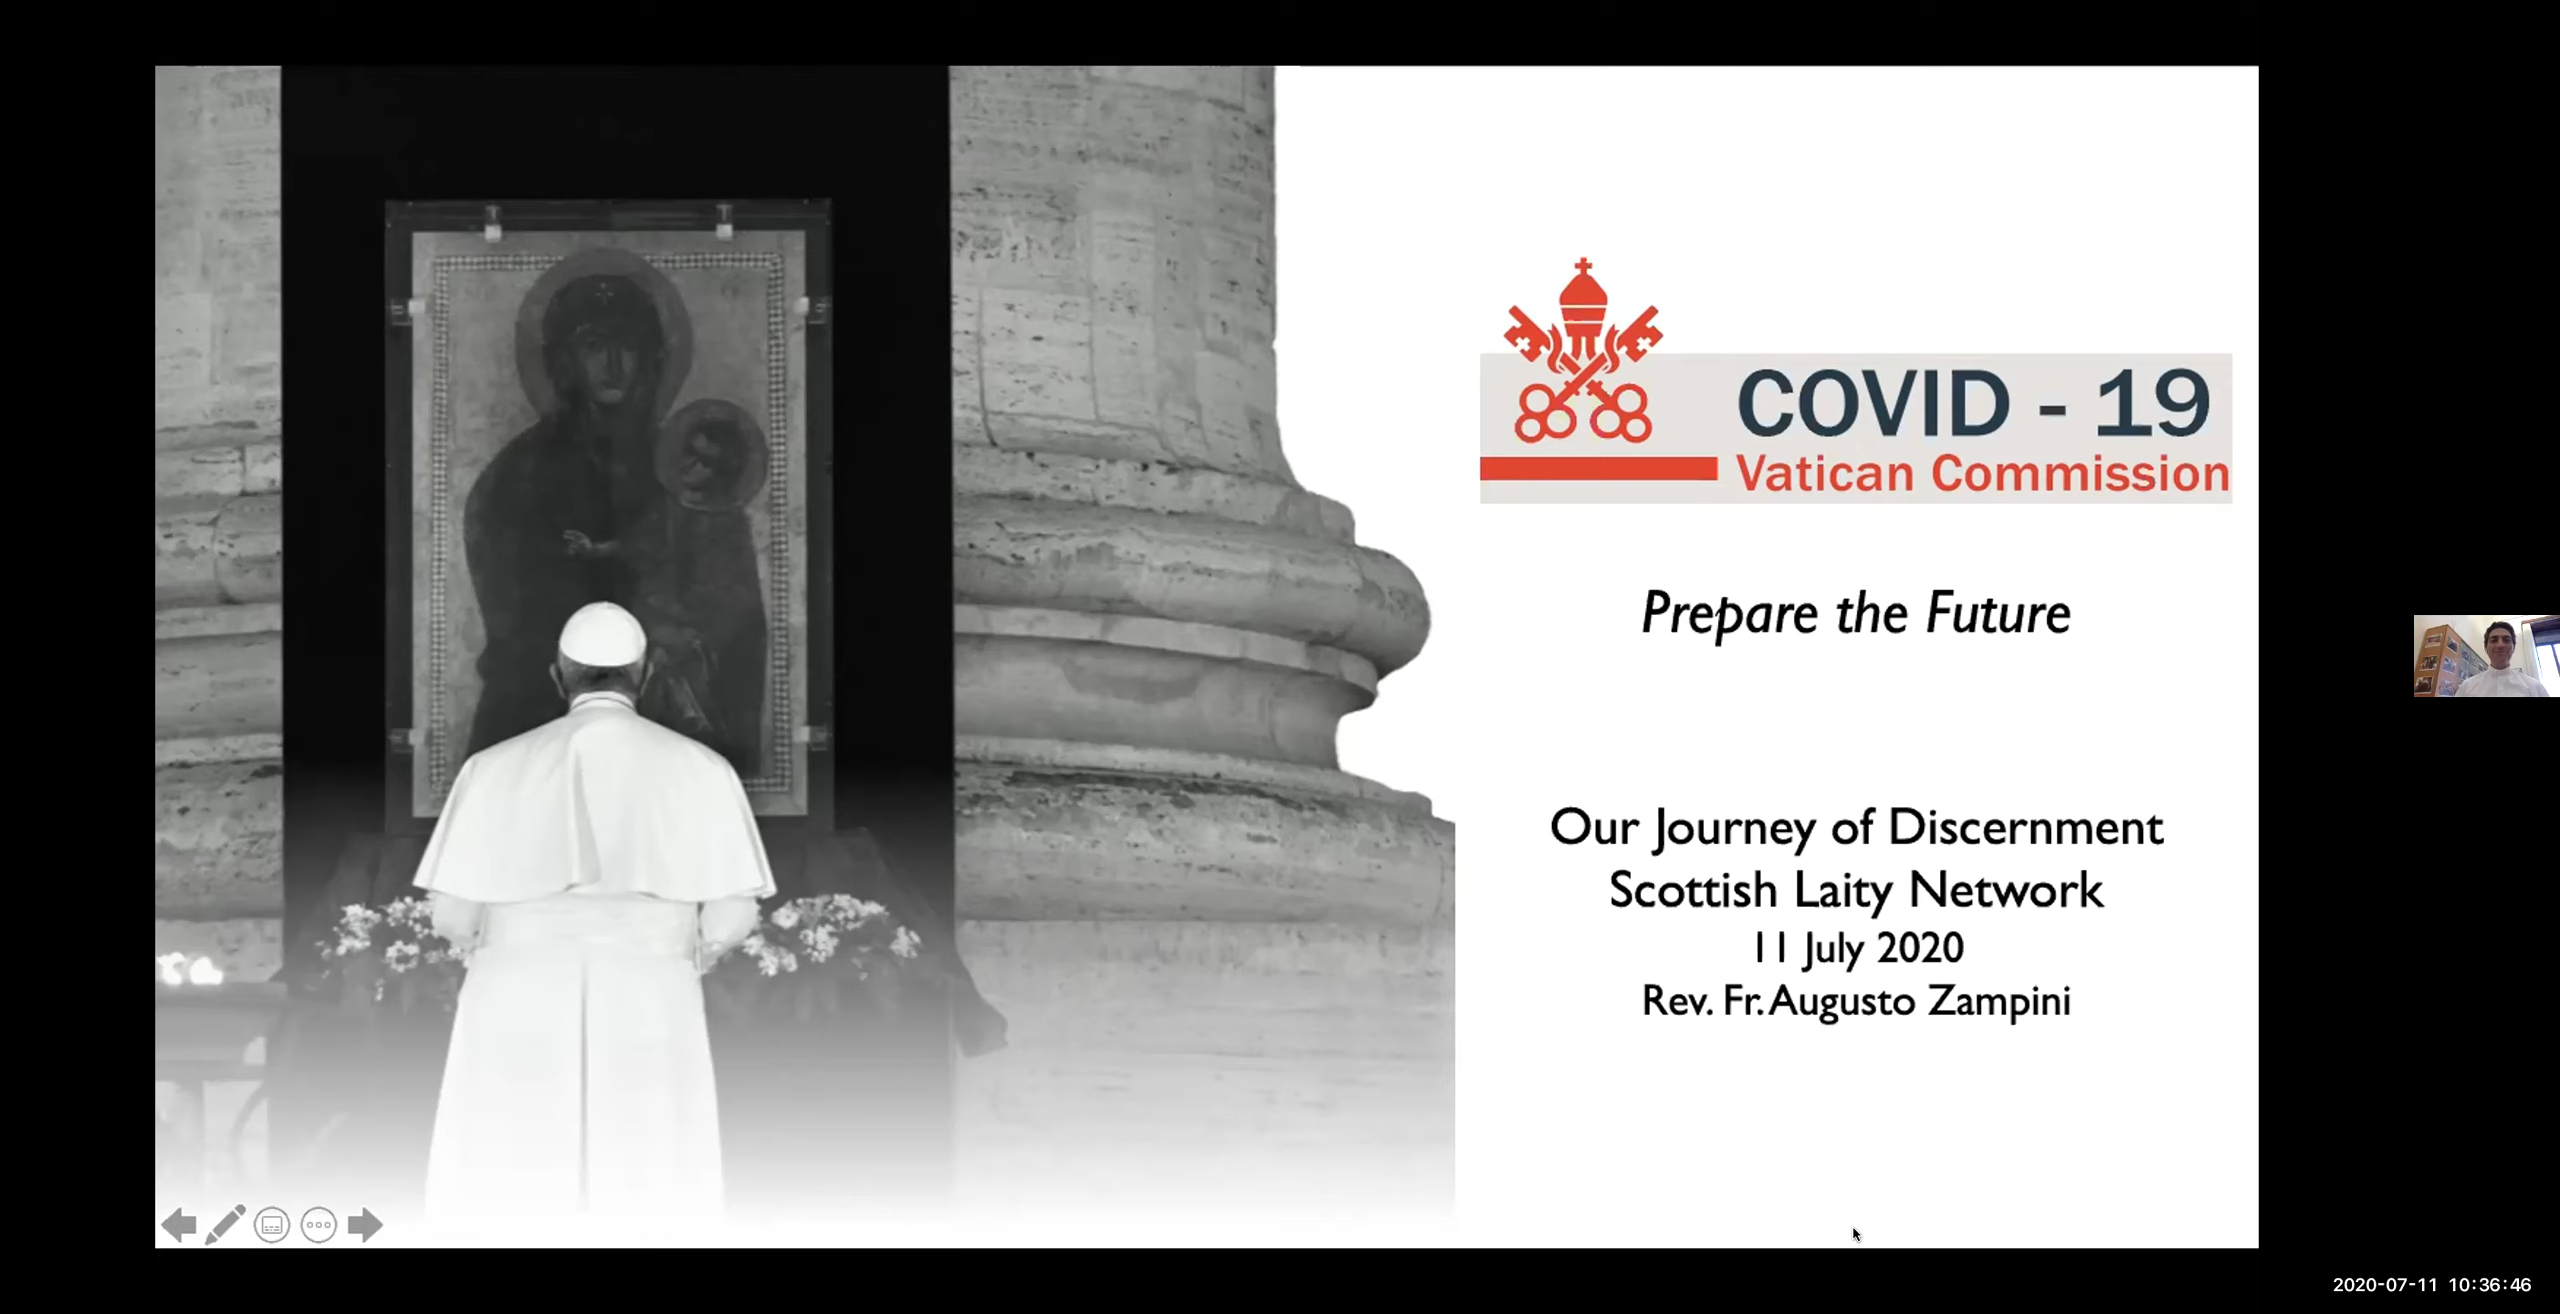 COVID - 19
Vatican Commission
Prepare the Future
Our Journey of Discernment
Scottish Laity Network
11 July 2020
Rev. Fr. Augusto Zampini
2020-07-11 10:36:46